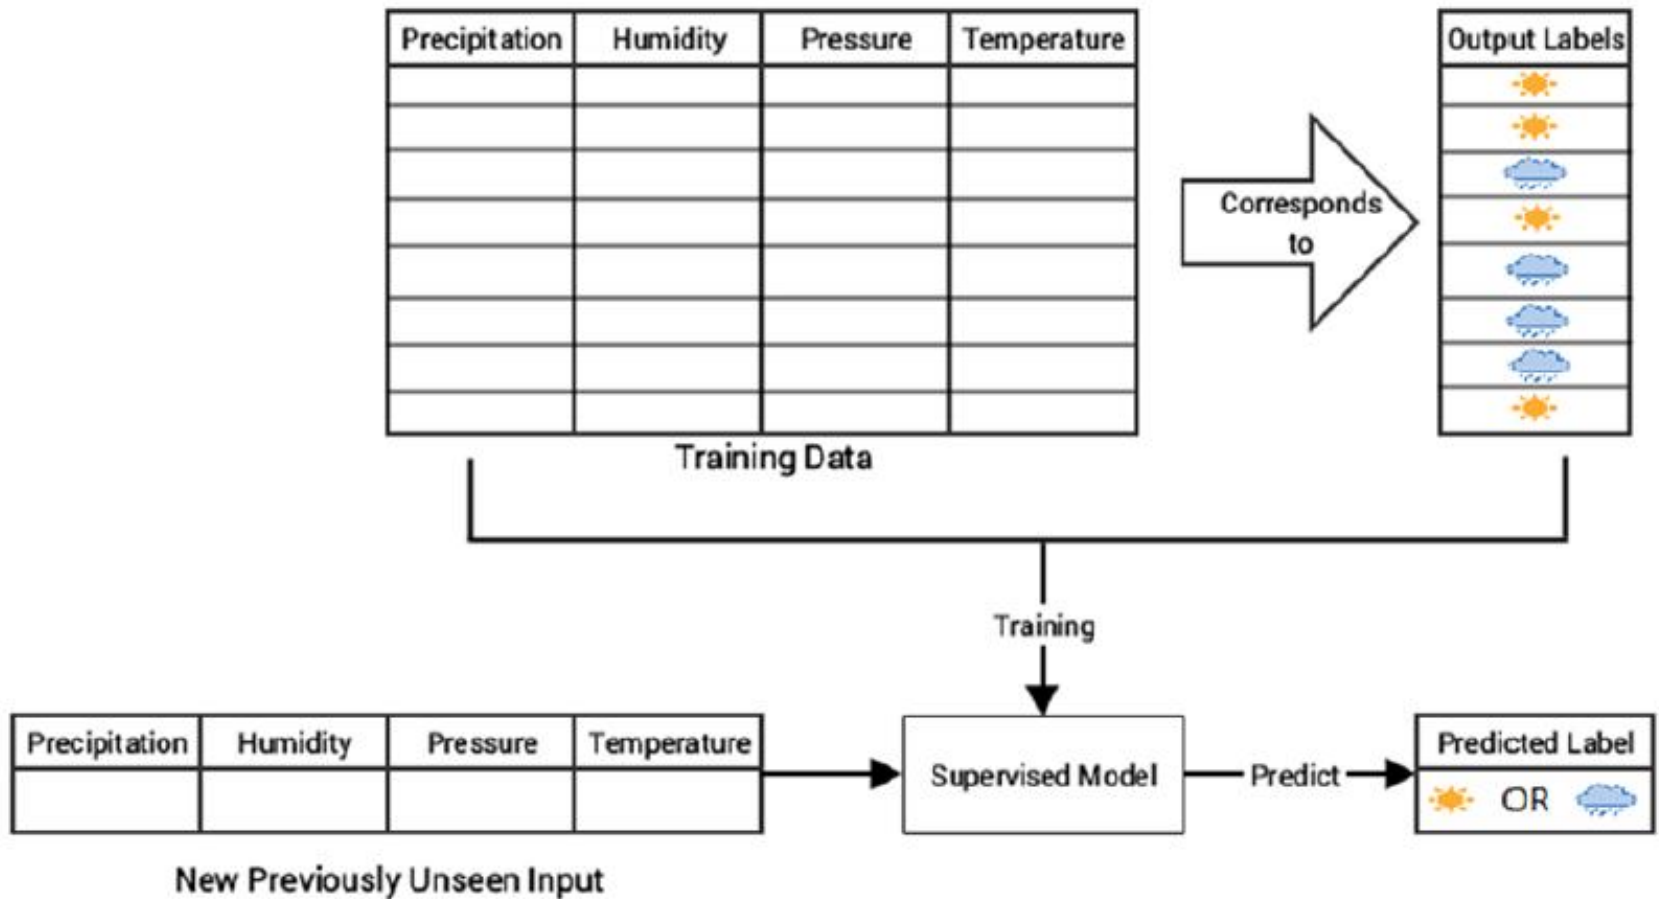 Precipitation Humidity Pressure Temperature
Output Labels
Corresponds
to
Training Data
Training
Precipitation Humidity Pressure Temperature
Supervised Model
Predict
Predicted Label
OR
New Previously Unseen Input